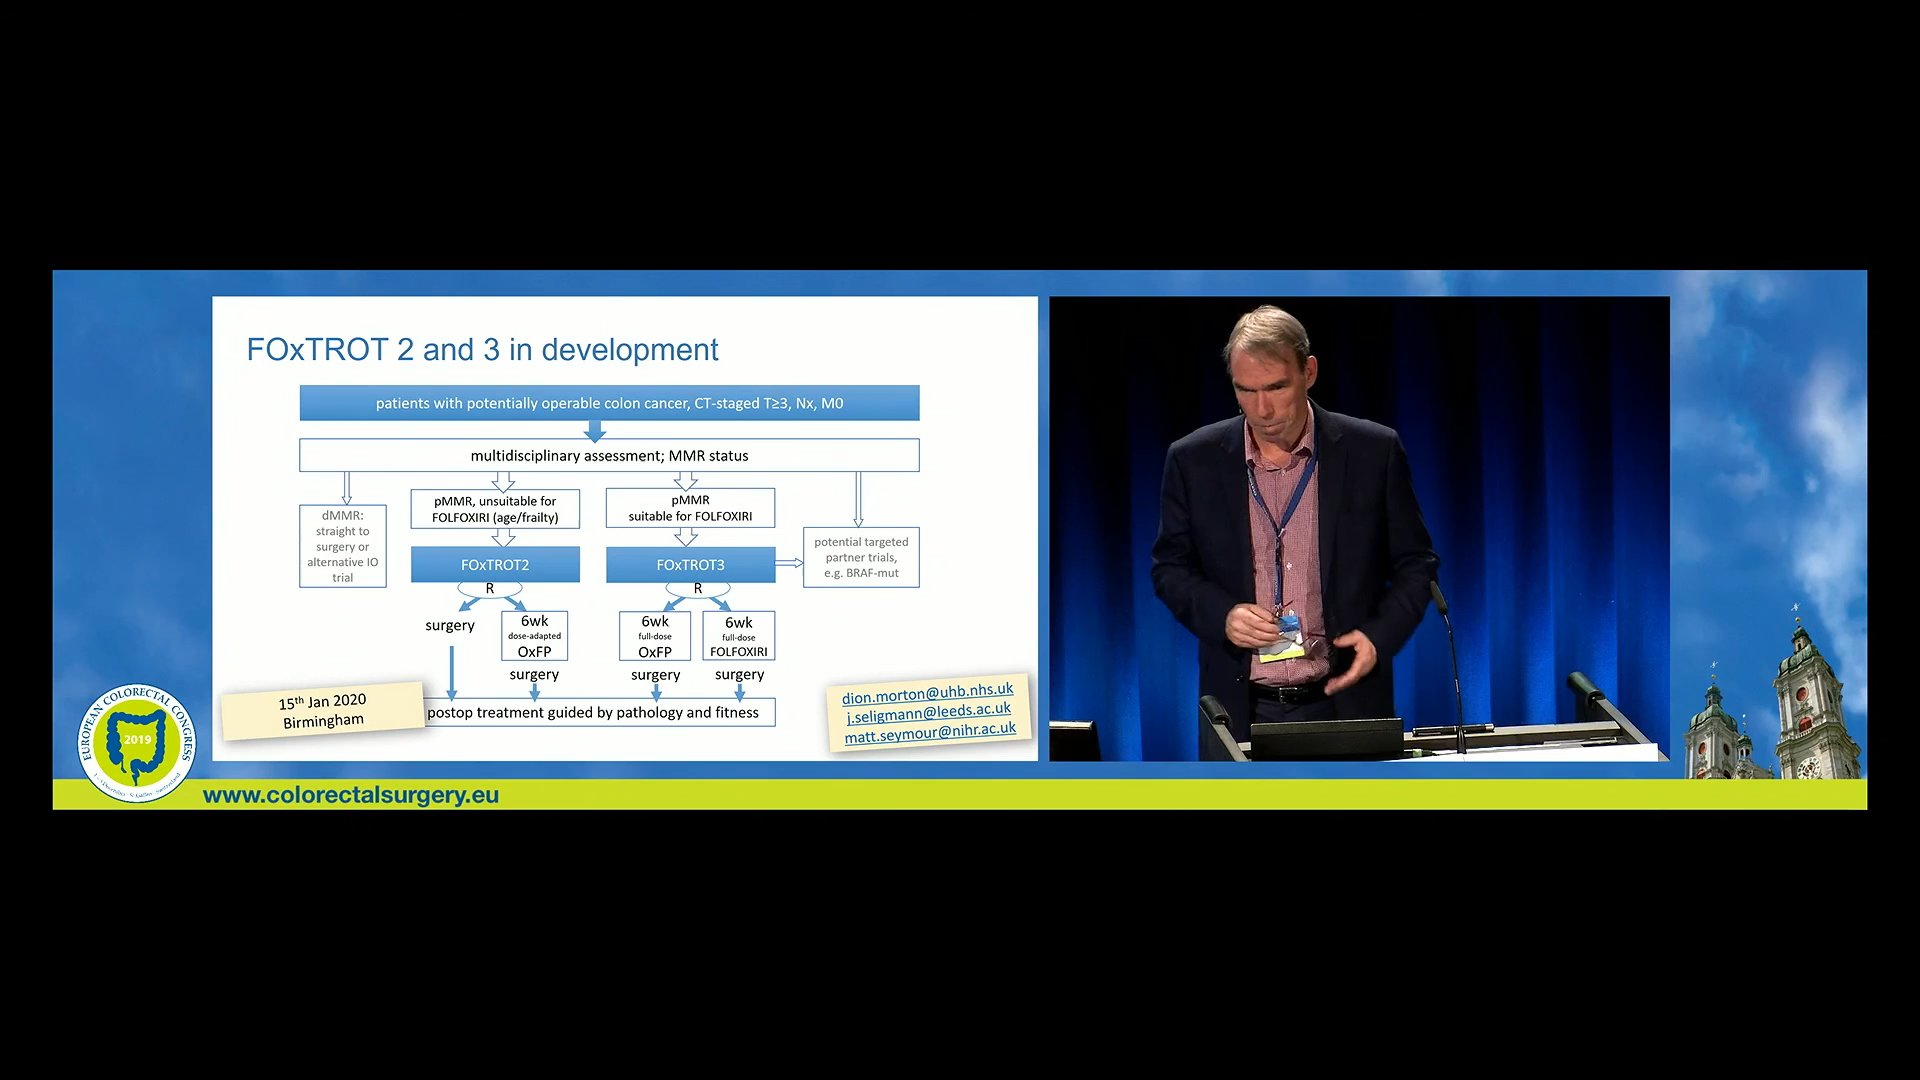 FOxTROT 2 and 3 in development
patients with potentially operable colon cancer, CT-staged T≥3, Nx, M0
multidisciplinary assessment; MMR status
dMMR:
straight to
surgery or
alternative IO
trial
pMMR, unsuitable for
FOLFOXIRI (age/frailty)
pMMR
suitable for FOLFOXIRI
potential targeted
partner trials,
e.g. BRAF-mut
FOxTROT2
FOxTROT3
R
R
surgery
6wk
dose-adapted
OxFP
6wk
full-dose
OxFP
6wk
full-dose
FOLFOXIRI
surgery
surgery
surgery
postop treatment guided by pathology and fitness
15th Jan 2020
Birmingham
dion.morton@uhb.nhs.uk
j.seligmann@leeds.ac.uk
matt.seymour@nihr.ac.uk
EUROPEAN COLORECTAL CONGRESS
2019
www.colorectalsurgery.eu